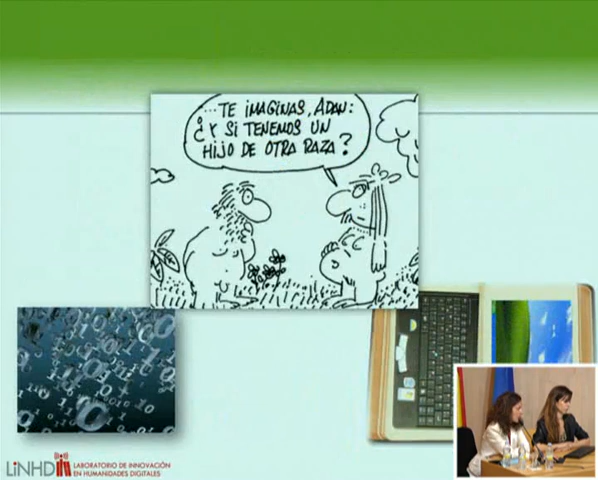 ...TE IMAGINAS, ADAN:
¿Y SI TENEMOS UN
HIJO DE OTRA RAZA?
LINHD
LABORATORIO DE INNOVACIÓN
EN HUMANIDADES DIGITALES